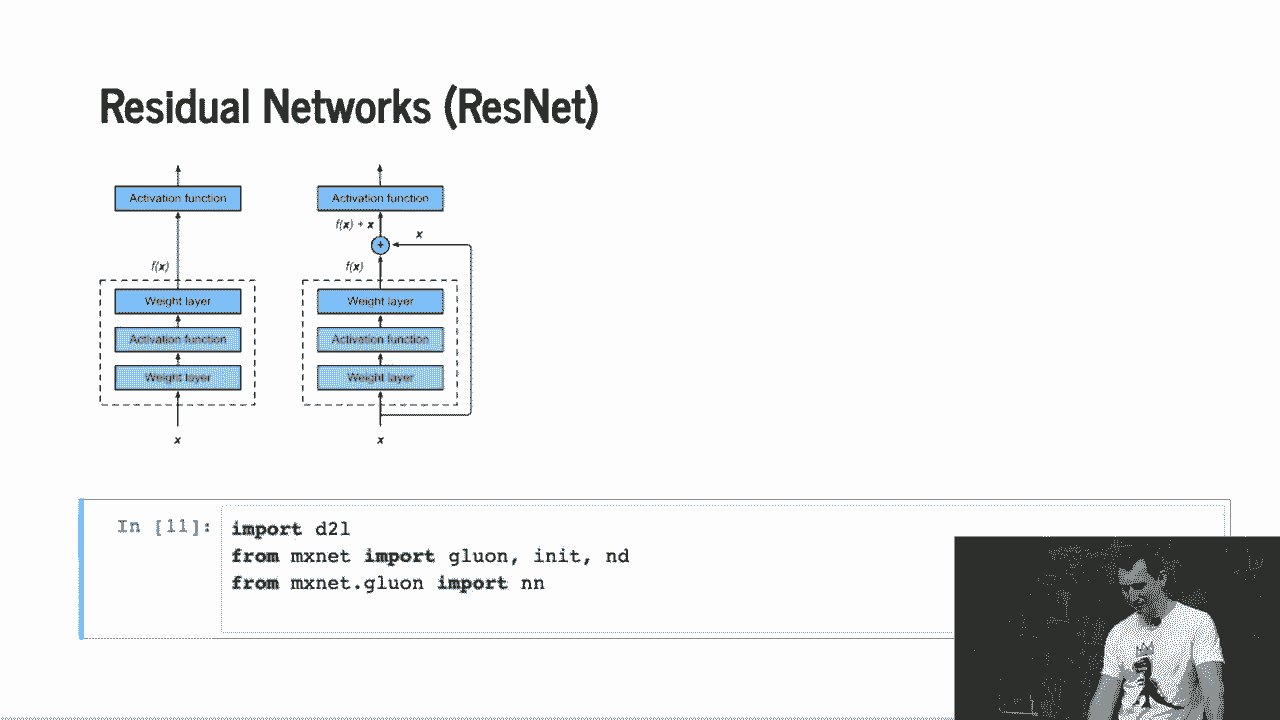 Residual Networks (ResNet)
Activation function
f(x)
Weight layer
Activation function
Weight layer
x
Activation function
f(x) + x
x
+
f(x)
Weight layer
Activation function
Weight layer
x
In [11]:
import d2l
from mxnet import gluon, init, nd
from mxnet.gluon import nn